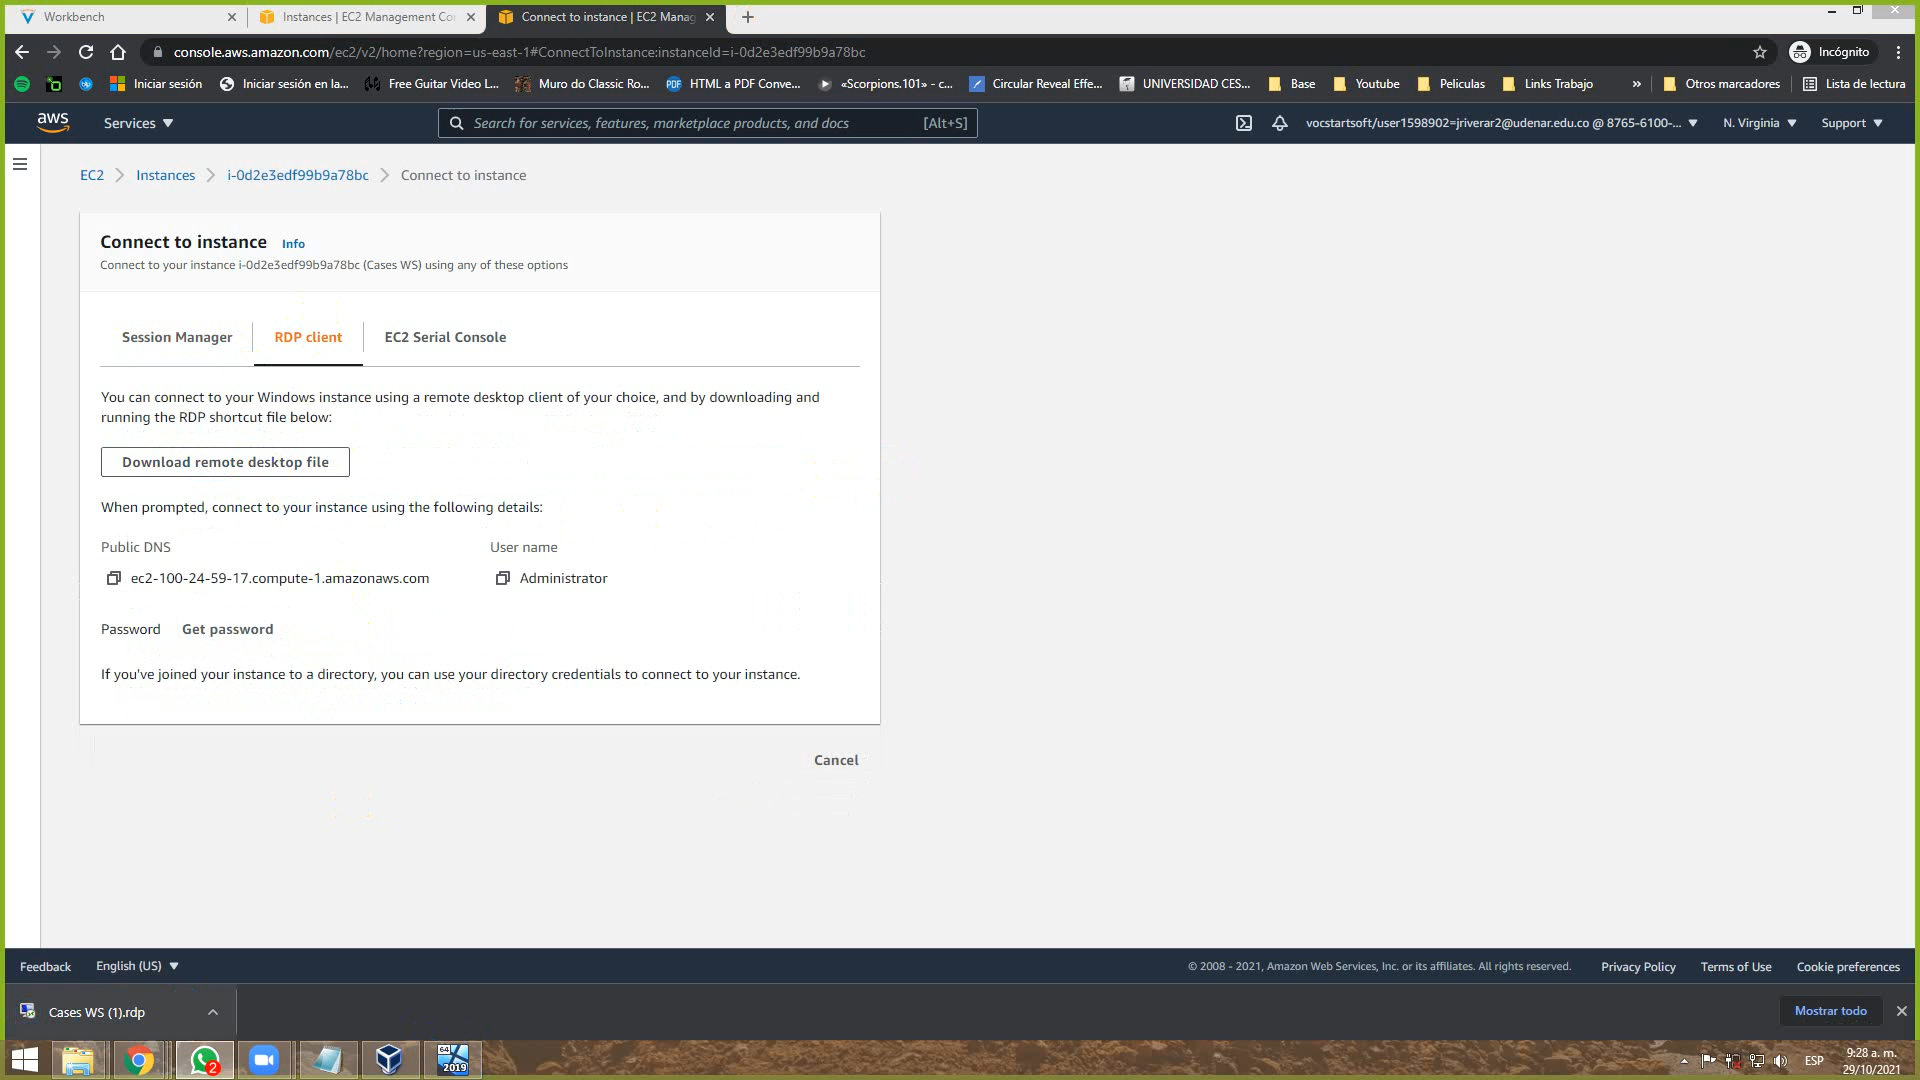 Workbench
Instances | EC2 Management Con
Connect to instance | EC2 Manag
console.aws.amazon.com/ec2/v2/home?region=us-east-1#ConnectToInstance:instanceId=i-0d2e3edf99b9a78bc
Incógnito
Iniciar sesión
Iniciar sesión en la...
Free Guitar Video L...
Muro do Classic Ro...
PDF
HTML a PDF Conve...
«Scorpions.101» - c...
Circular Reveal Effe...
UNIVERSIDAD CES...
Base
Youtube
Peliculas
Links Trabajo
»
Otros marcadores
Lista de lectura
aws
Services
Search for services, features, marketplace products, and docs
[Alt+S]
vocstartsoft/user1598902=jriverar2@udenar.edu.co @ 8765-6100-...
N. Virginia
Support
EC2
Instances
i-0d2e3edf99b9a78bc
Connect to instance
Connect to instance
Info
Connect to your instance i-0d2e3edf99b9a78bc (Cases WS) using any of these options
Session Manager
RDP client
EC2 Serial Console
You can connect to your Windows instance using a remote desktop client of your choice, and by downloading and
running the RDP shortcut file below:
Download remote desktop file
When prompted, connect to your instance using the following details:
Public DNS
User name
ec2-100-24-59-17.compute-1.amazonaws.com
Administrator
Password
Get password
If you've joined your instance to a directory, you can use your directory credentials to connect to your instance.
Cancel
Feedback
English (US)
© 2008 - 2021, Amazon Web Services, Inc. or its affiliates. All rights reserved.
Privacy Policy
Terms of Use
Cookie preferences
Cases WS (1).rdp
Mostrar todo
2
64
2019
ESP
9:28 a. m.
29/10/2021